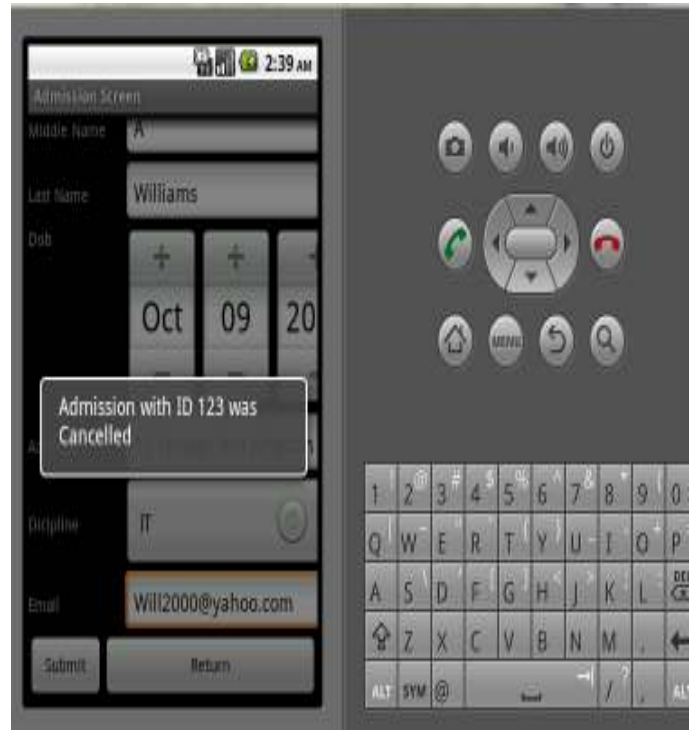 2:39 AM
Admission Screen
Middle Name A
Last Name Williams
Dob
Oct 09 20
Admission with ID 123 was
Cancelled
Dicipline IT
Email Will2000@yahoo.com
Submit Return
MENU
1 2 @ 3 # 4 $ 5 % 6 ^ 7 & 8 * 9 ( 0
Q W E R T Y U I O P
A S D F G H J K L DEL
Z X C V B N M .
ALT SYM @ / ? , ALT